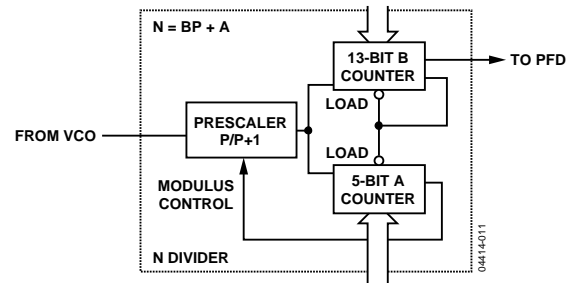 N = BP + A
13-BIT B
COUNTER
TO PFD
LOAD
PRESCALER
P/P+1
FROM VCO
LOAD
MODULUS
CONTROL
5-BIT A
COUNTER
N DIVIDER
04414-011